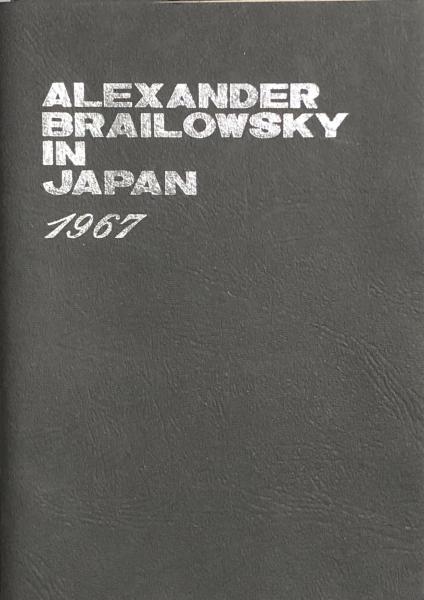 ALEXANDER
BRAILOWSKY
IN
JAPAN
1967